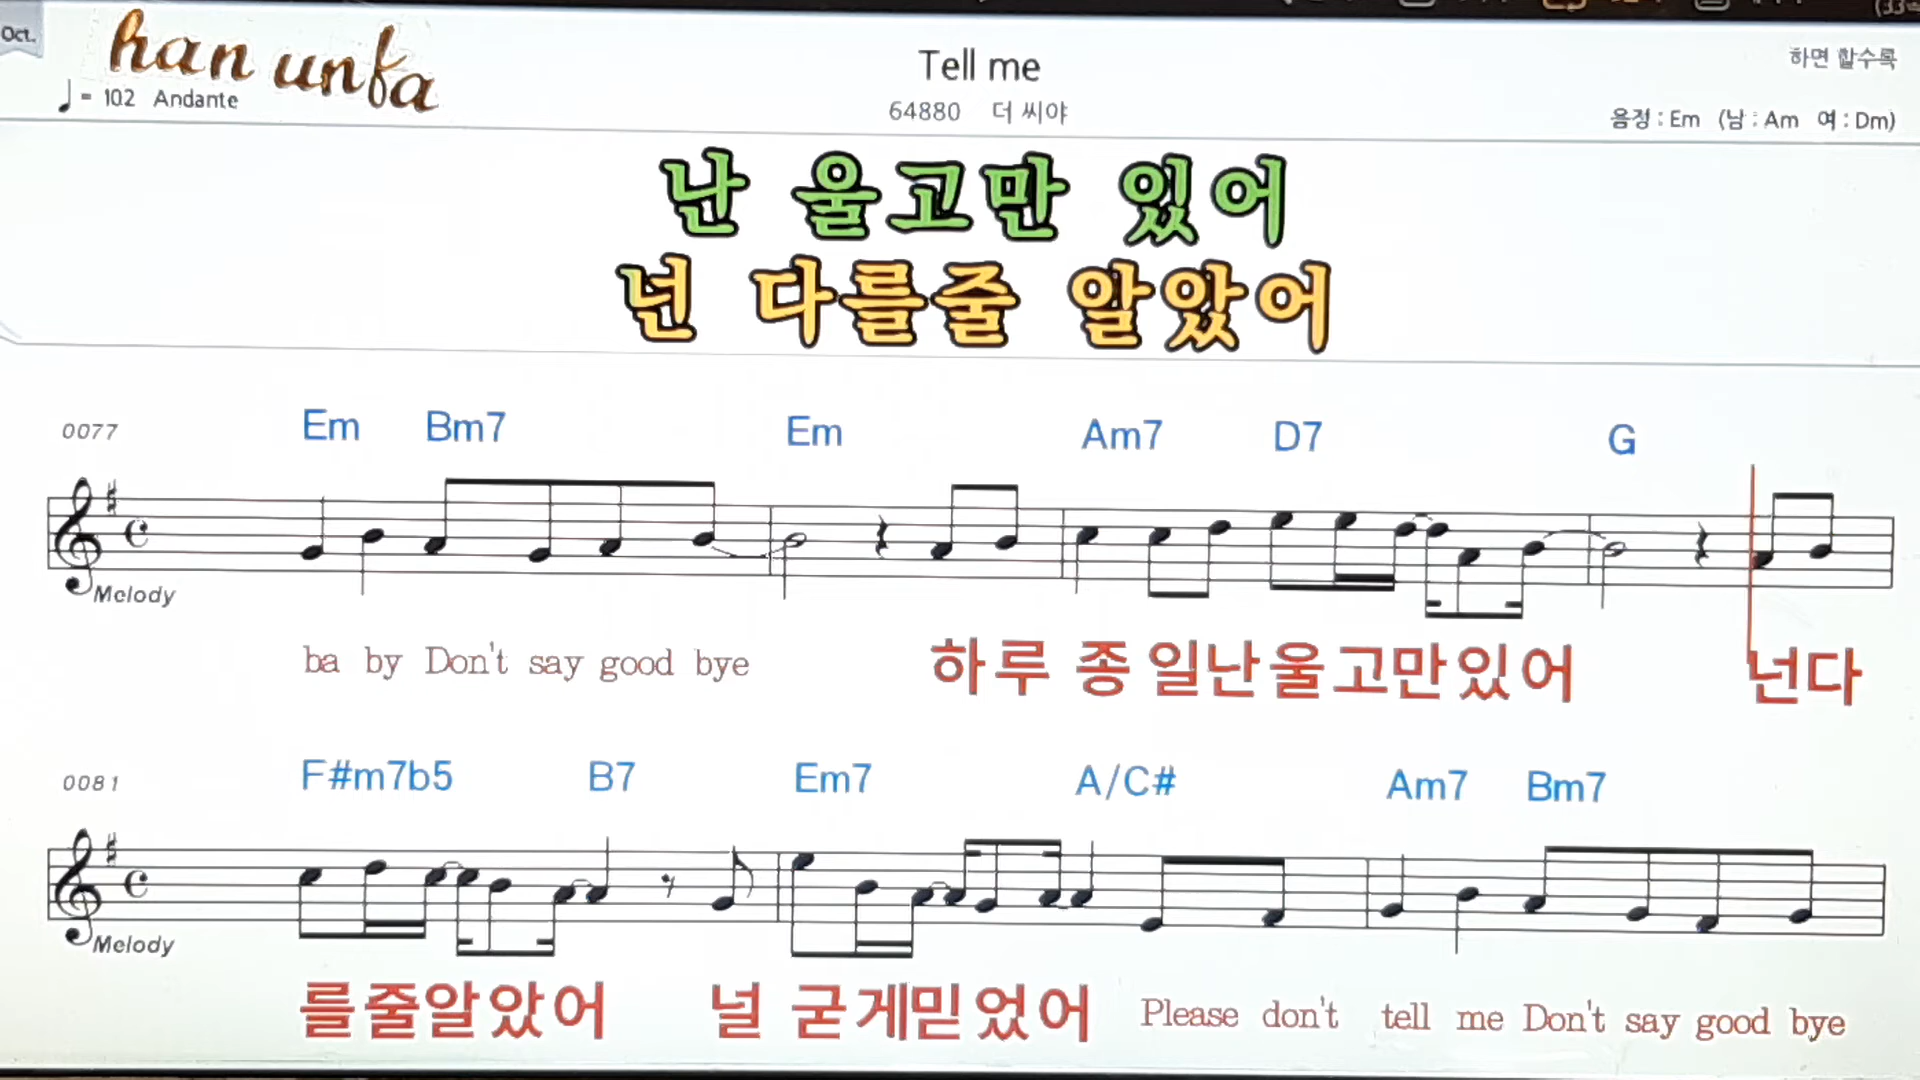 Oct.
han unfa
Tell me
하면 할수록
♩= 102 Andante
64880 더 씨야
음정 : Em (남 : Am 여 : Dm)
난 울고만 있어
넌 다를줄 알았어
0077 Em Bm7 Em Am7 D7 G
Melody
ba by Don't say good bye 하루 종일난울고만있어 넌다
0081 F#m7b5 B7 Em7 A/C# Am7 Bm7
Melody
를줄알았어 널 굳게믿었어 Please don't tell me Don't say good bye